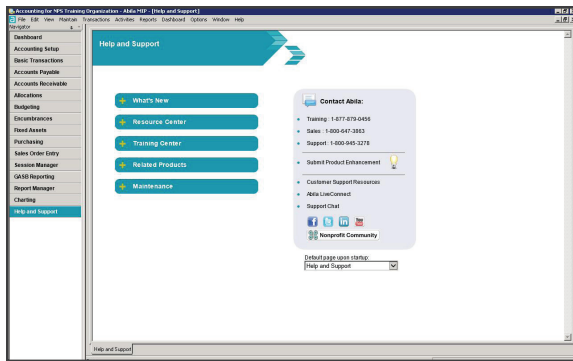 Accounting for NPS Training Organization - Abila MIP - [Help and Support]
File Edit View Maintain Transactions Activities Reports Dashboard Options Window Help
Navigator
Dashboard
Accounting Setup
Basic Transactions
Accounts Payable
Accounts Receivable
Allocations
Budgeting
Encumbrances
Fixed Assets
Purchasing
Sales Order Entry
Session Manager
GASB Reporting
Report Manager
Charting
Help and Support
Help and Support
What's New
Resource Center
Training Center
Related Products
Maintenance
Contact Abila:
Training : 1-877-879-0456
Sales : 1-800-647-3863
Support : 1-800-945-3278
Submit Product Enhancement
Customer Support Resources
Abila LiveConnect
Support Chat
Nonprofit Community
Default page upon startup:
Help and Support
Help and Support